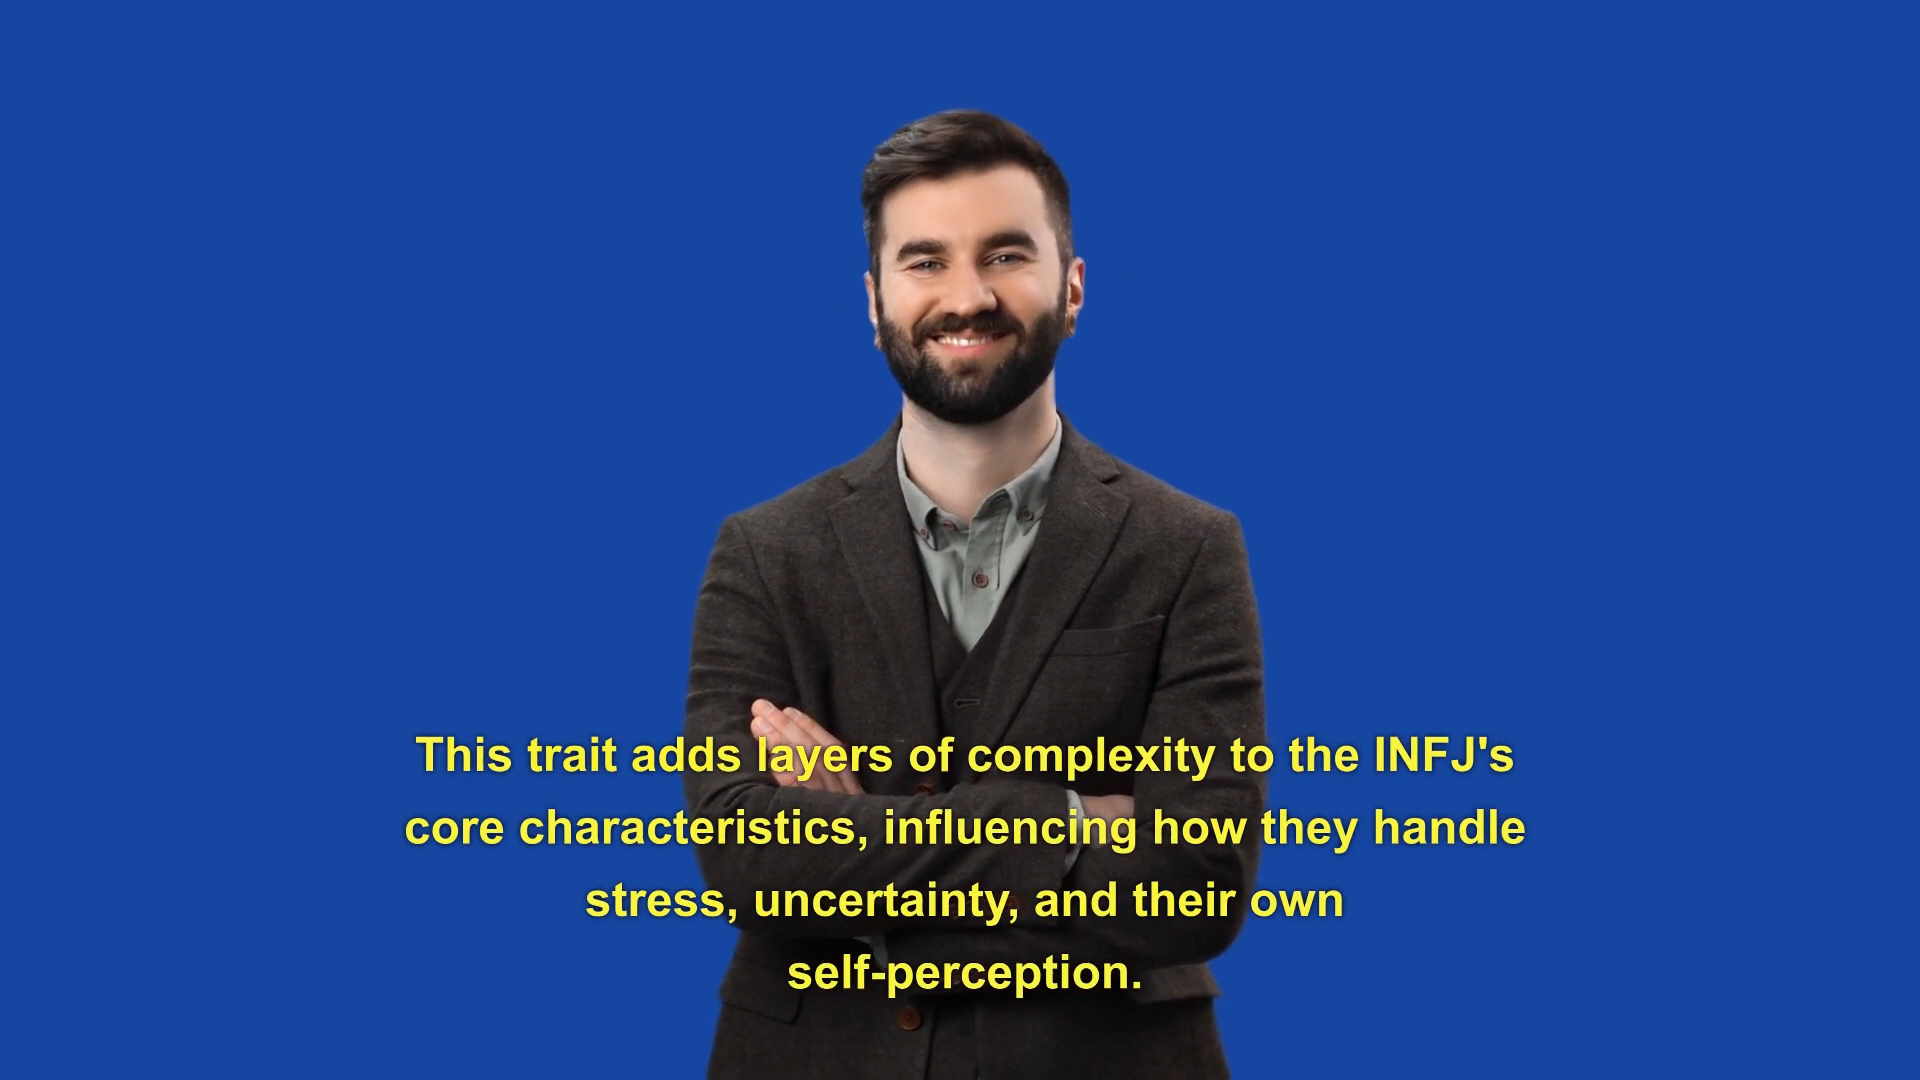 This trait adds layers of complexity to the INFJ's
core characteristics, influencing how they handle
stress, uncertainty, and their own
self-perception.